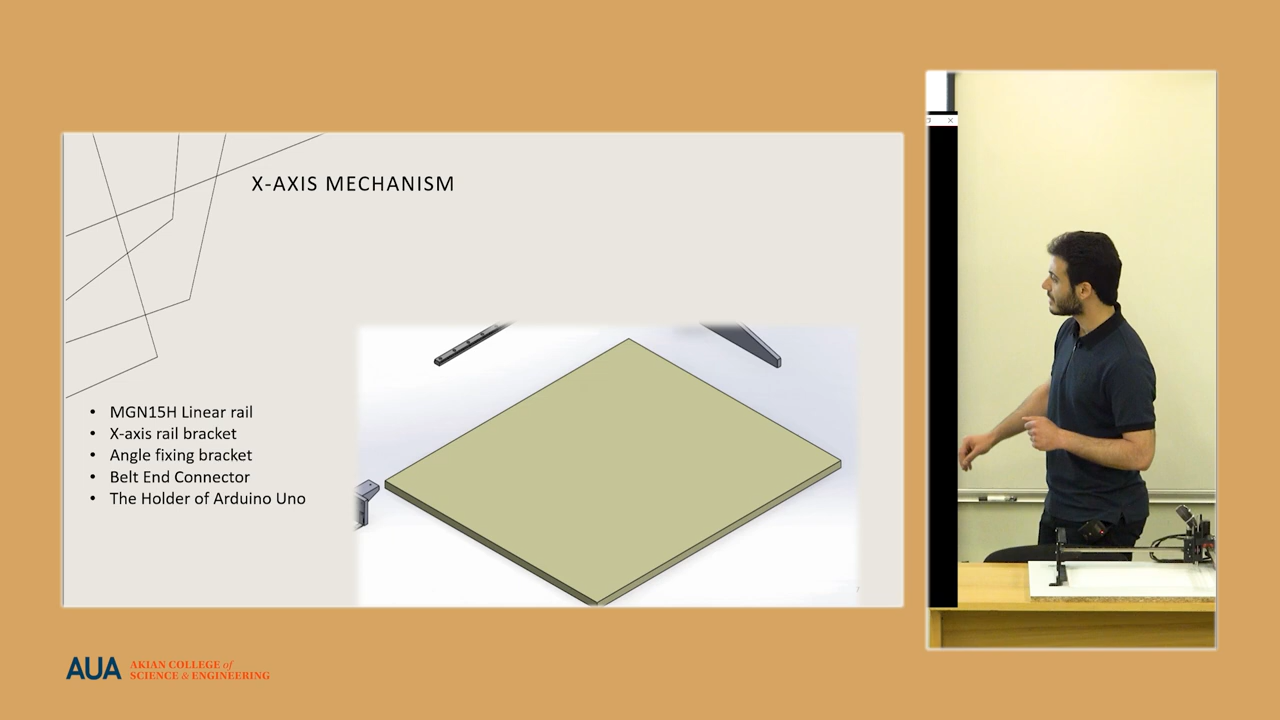 X-AXIS MECHANISM
• MGN15H Linear rail
• X-axis rail bracket
• Angle fixing bracket
• Belt End Connector
• The Holder of Arduino Uno
AUA
AKIAN COLLEGE of
SCIENCE & ENGINEERING